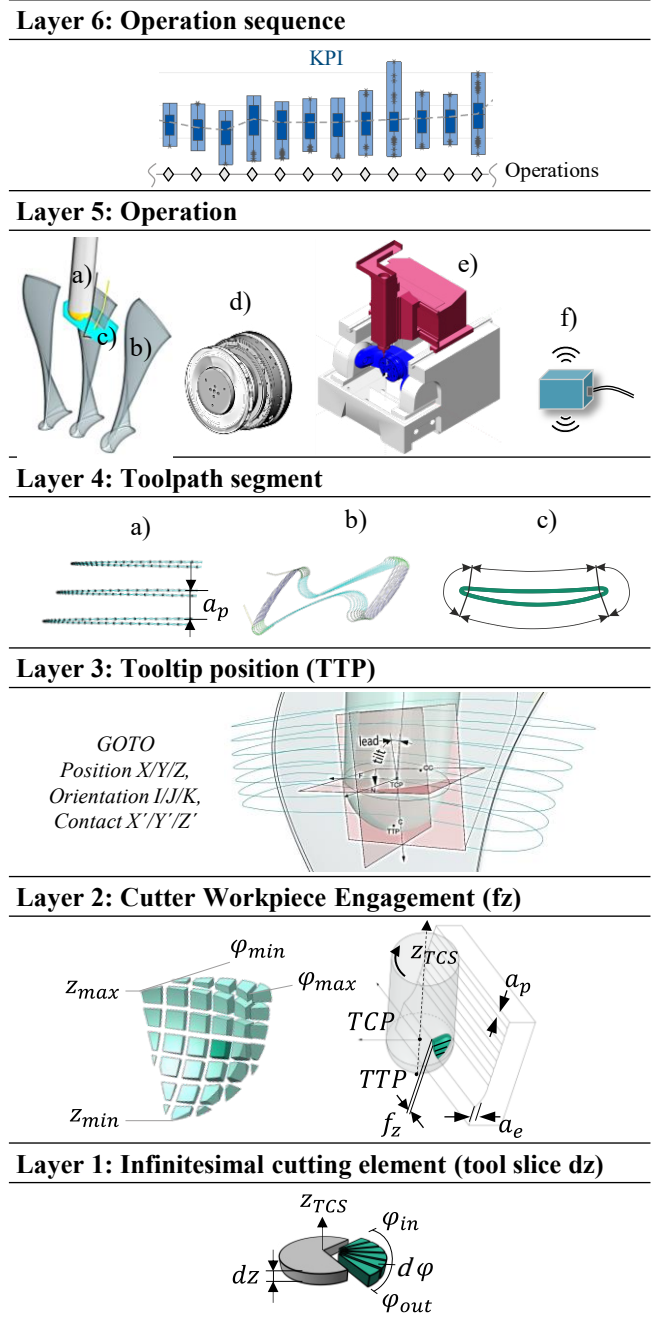 Layer 6: Operation sequence
KPI
Operations
Layer 5: Operation
a)
b)
c)
d)
e)
f)
Layer 4: Toolpath segment
a)
b)
c)
a_p
Layer 3: Tooltip position (TTP)
GOTO
Position X/Y/Z,
Orientation I/J/K,
Contact X´/Y´/Z´
lead
tilt
F
CC
TCP
N
C
TTP
Layer 2: Cutter Workpiece Engagement (fz)
φ_min
z_max
φ_max
z_min
z_TCS
a_p
TCP
TTP
f_z
a_e
Layer 1: Infinitesimal cutting element (tool slice dz)
z_TCS
φ_in
dz
dφ
φ_out